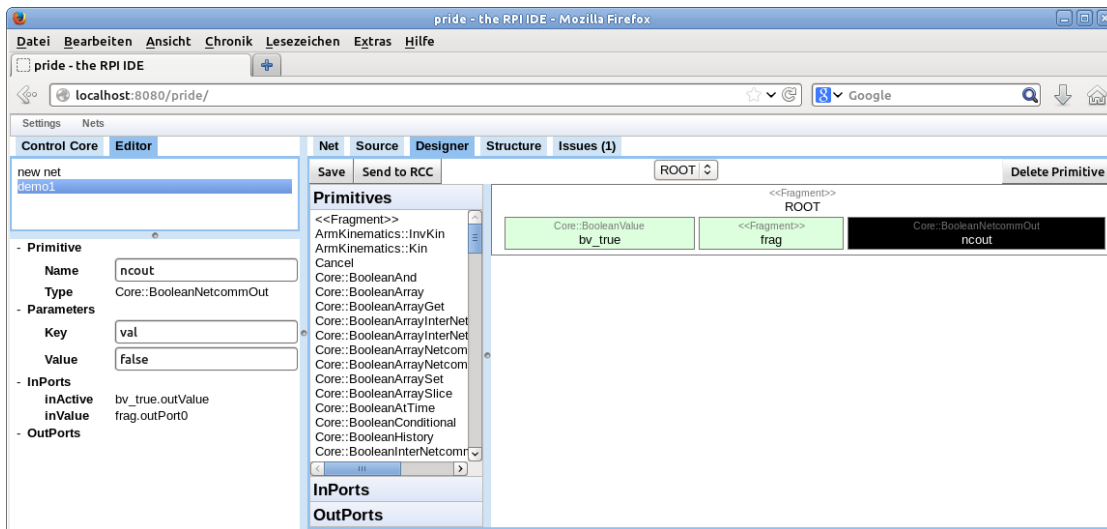 pride - the RPI IDE - Mozilla Firefox
Datei Bearbeiten Ansicht Chronik Lesezeichen Extras Hilfe
pride - the RPI IDE
localhost:8080/pride/
Google
Settings Nets
Control Core Editor
Net Source Designer Structure Issues (1)
new net
demo1
Save Send to RCC
ROOT
Delete Primitive
Primitives
<<Fragment>>
ArmKinematics::InvKin
ArmKinematics::Kin
Cancel
Core::BooleanAnd
Core::BooleanArray
Core::BooleanArrayGet
Core::BooleanArrayInterNet
Core::BooleanArrayInterNet
Core::BooleanArrayNetcom
Core::BooleanArrayNetcom
Core::BooleanArraySet
Core::BooleanArraySlice
Core::BooleanAtTime
Core::BooleanConditional
Core::BooleanHistory
Core::BooleanInterNetcomr
InPorts
OutPorts
<<Fragment>>
ROOT
Core::BooleanValue
bv_true
<<Fragment>>
frag
Core::BooleanNetcommOut
ncout
- Primitive
Name ncout
Type Core::BooleanNetcommOut
- Parameters
Key val
Value false
- InPorts
inActive bv_true.outValue
inValue frag.outPort0
- OutPorts